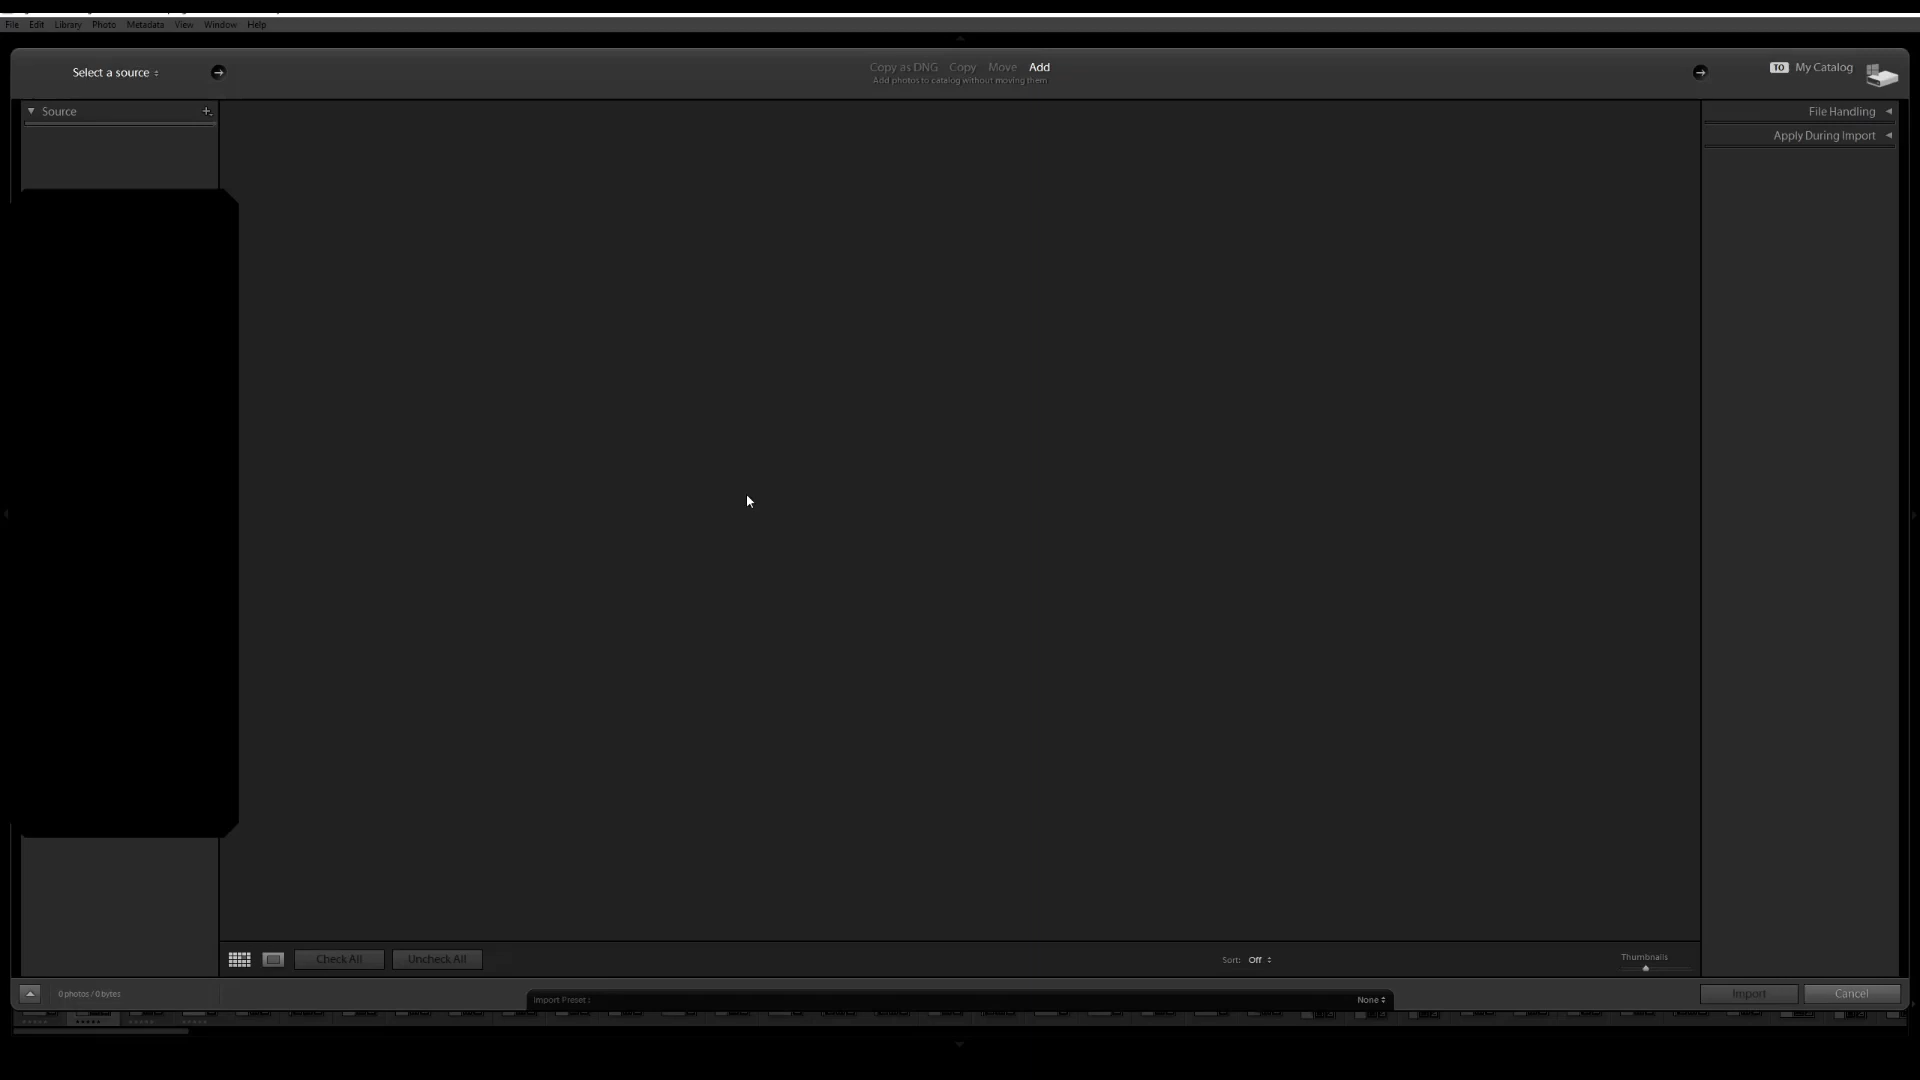 File Edit Library Photo Metadata View Window Help
Select a source
Copy as DNG Copy Move Add
Add photos to catalog without moving them
TO My Catalog
Source
File Handling
Apply During Import
Check All Uncheck All
Sort: Off
Thumbnails
0 photos / 0 bytes
Import Preset : None
Import Cancel